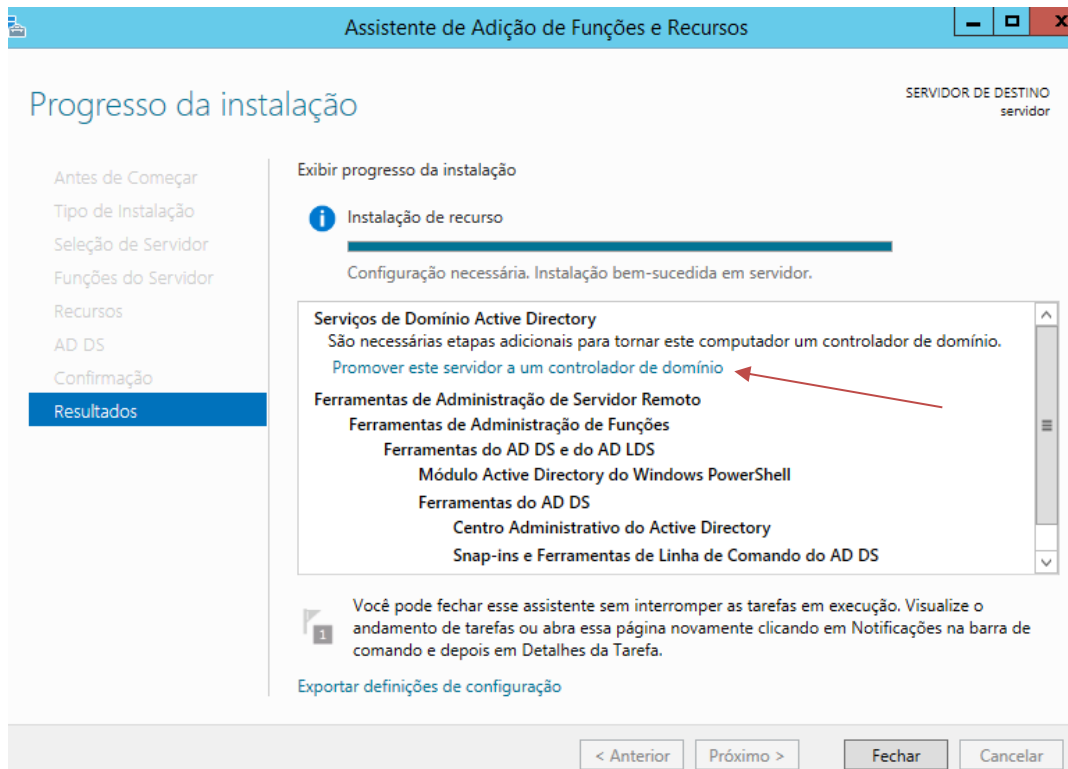 Assistente de Adição de Funções e Recursos
Progresso da instalação
SERVIDOR DE DESTINO
servidor
Antes de Começar
Tipo de Instalação
Seleção de Servidor
Funções do Servidor
Recursos
AD DS
Confirmação
Resultados
Exibir progresso da instalação
Instalação de recurso
Configuração necessária. Instalação bem-sucedida em servidor.
Serviços de Domínio Active Directory
São necessárias etapas adicionais para tornar este computador um controlador de domínio.
Promover este servidor a um controlador de domínio
Ferramentas de Administração de Servidor Remoto
Ferramentas de Administração de Funções
Ferramentas do AD DS e do AD LDS
Módulo Active Directory do Windows PowerShell
Ferramentas do AD DS
Centro Administrativo do Active Directory
Snap-ins e Ferramentas de Linha de Comando do AD DS
1
Você pode fechar esse assistente sem interromper as tarefas em execução. Visualize o
andamento de tarefas ou abra essa página novamente clicando em Notificações na barra de
comando e depois em Detalhes da Tarefa.
Exportar definições de configuração
< Anterior
Próximo >
Fechar
Cancelar